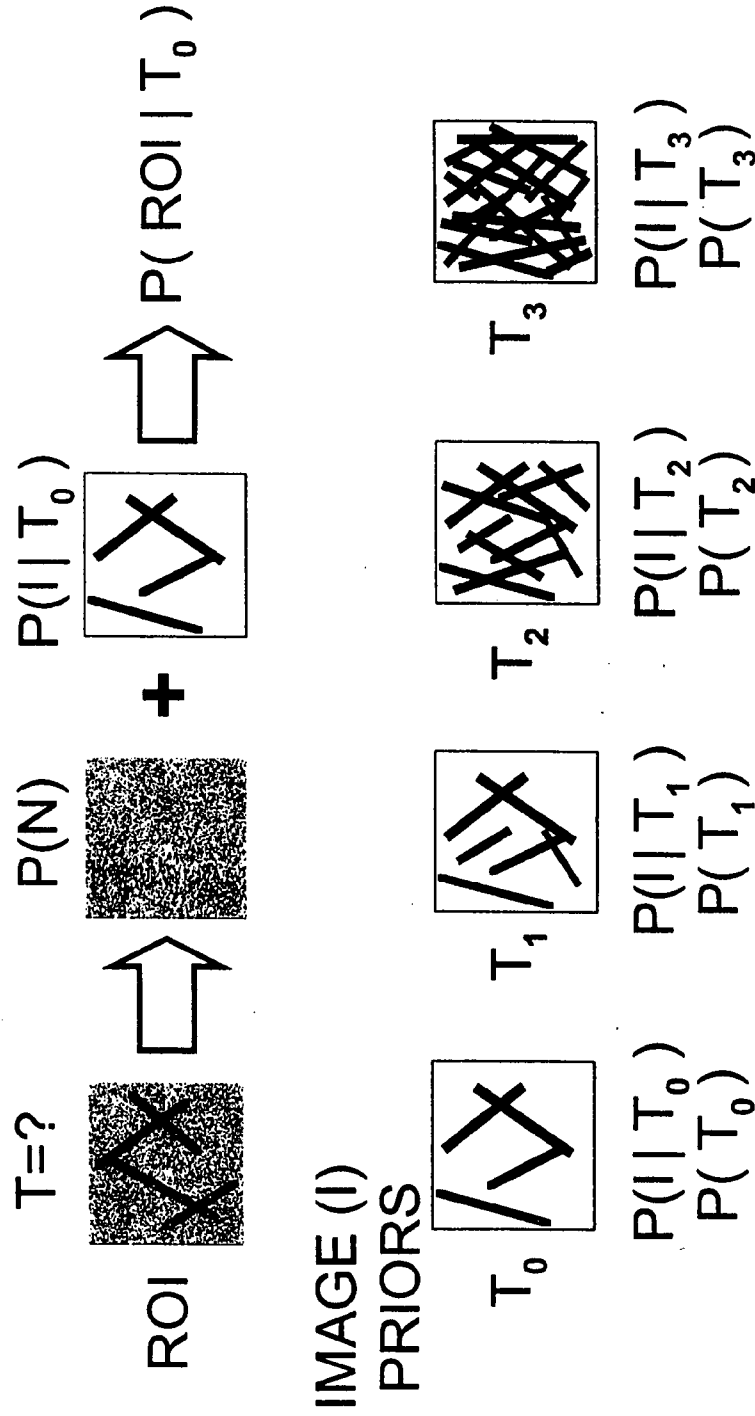 T=?
ROI
P(N)
+
P(I | T₀ )
P( ROI | T₀ )
IMAGE (I)
PRIORS
T₀
P(I | T₀ )
P( T₀ )
T₁
P(I | T₁ )
P( T₁ )
T₂
P(I | T₂ )
P( T₂ )
T₃
P(I | T₃ )
P( T₃ )